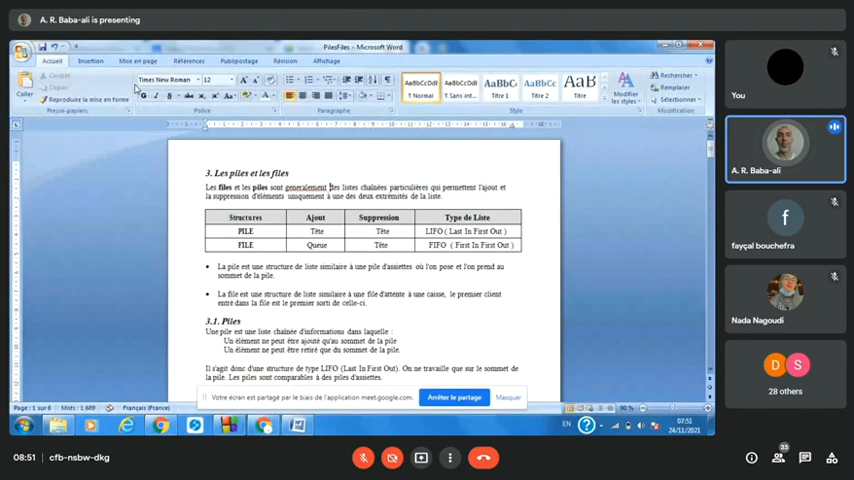 A. R. Baba-ali is presenting
PilesFiles - Microsoft Word
Accueil Insertion Mise en page Références Publipostage Révision Affichage
Couper
Copier
Reproduire la mise en forme
Coller
Presse-papiers
Times New Roman 12
Police
Paragraphe
AaBbCcDdI AaBbCcDdI AaBbC AaBbCc AaB
¶ Normal ¶ Sans int... Titre 1 Titre 2 Titre
Modifier les styles
Style
Rechercher
Remplacer
Sélectionner
Modification
3. Les piles et les files
Les files et les piles sont generalement des listes chaînées particulières qui permettent l'ajout et
la suppression d'éléments uniquement à une des deux extrémités de la liste.
Structures Ajout Suppression Type de Liste
PILE Tête Tête LIFO ( Last In First Out )
FILE Queue Tête FIFO ( First In First Out )
• La pile est une structure de liste similaire à une pile d'assiettes où l'on pose et l'on prend au
sommet de la pile.
• La file est une structure de liste similaire à une file d'attente à une caisse, le premier client
entré dans la file est le premier sorti de celle-ci.
3.1. Piles
Une pile est une liste chaînée d'informations dans laquelle :
Un élément ne peut être ajouté qu'au sommet de la pile
Un élément ne peut être retiré que du sommet de la pile.
Il s'agit donc d'une structure de type LIFO (Last In First Out). On ne travaille que sur le sommet de
la pile. Les piles sont comparables à des piles d'assiettes.
Votre écran est partagé par le biais de l'application meet.google.com. Arrêter le partage Masquer
Page : 1 sur 6 Mots : 1 689 Français (France) 90 %
EN 07:51
24/11/2021
You
A. R. Baba-ali
f
fayçal bouchefra
Nada Nagoudi
D S
28 others
08:51 cfb-nsbw-dkg
33